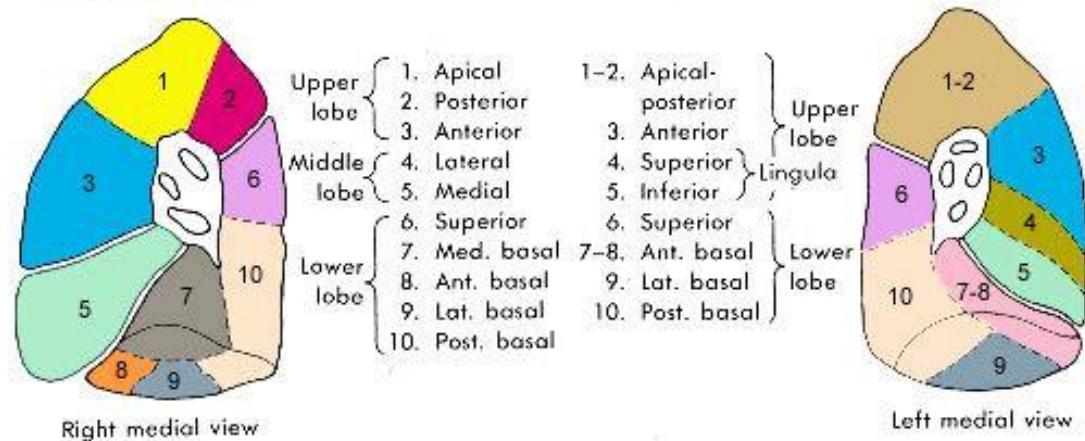 1
2
3
6
5
7
10
8
9
Right medial view
Upper lobe
1. Apical
2. Posterior
3. Anterior
Middle lobe
4. Lateral
5. Medial
Lower lobe
6. Superior
7. Med. basal
8. Ant. basal
9. Lat. basal
10. Post. basal
1-2. Apical-
posterior
3. Anterior
Upper lobe
4. Superior
5. Inferior
Lingula
6. Superior
7-8. Ant. basal
9. Lat. basal
10. Post. basal
Lower lobe
1-2
3
6
4
5
10
7-8
9
Left medial view